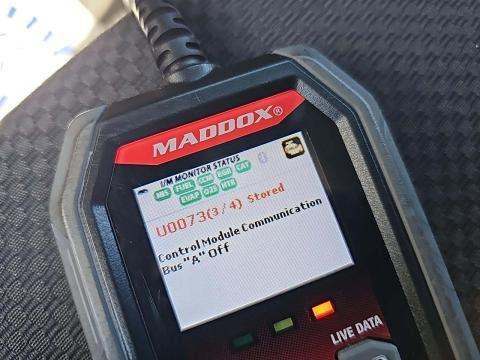 MADDOX®
I/M MONITOR STATUS
MIS FUEL CCM EGR CAT
EVAP O2S HTR
U0073(3/4) Stored
Control Module Communication
Bus "A" Off
LIVE DATA